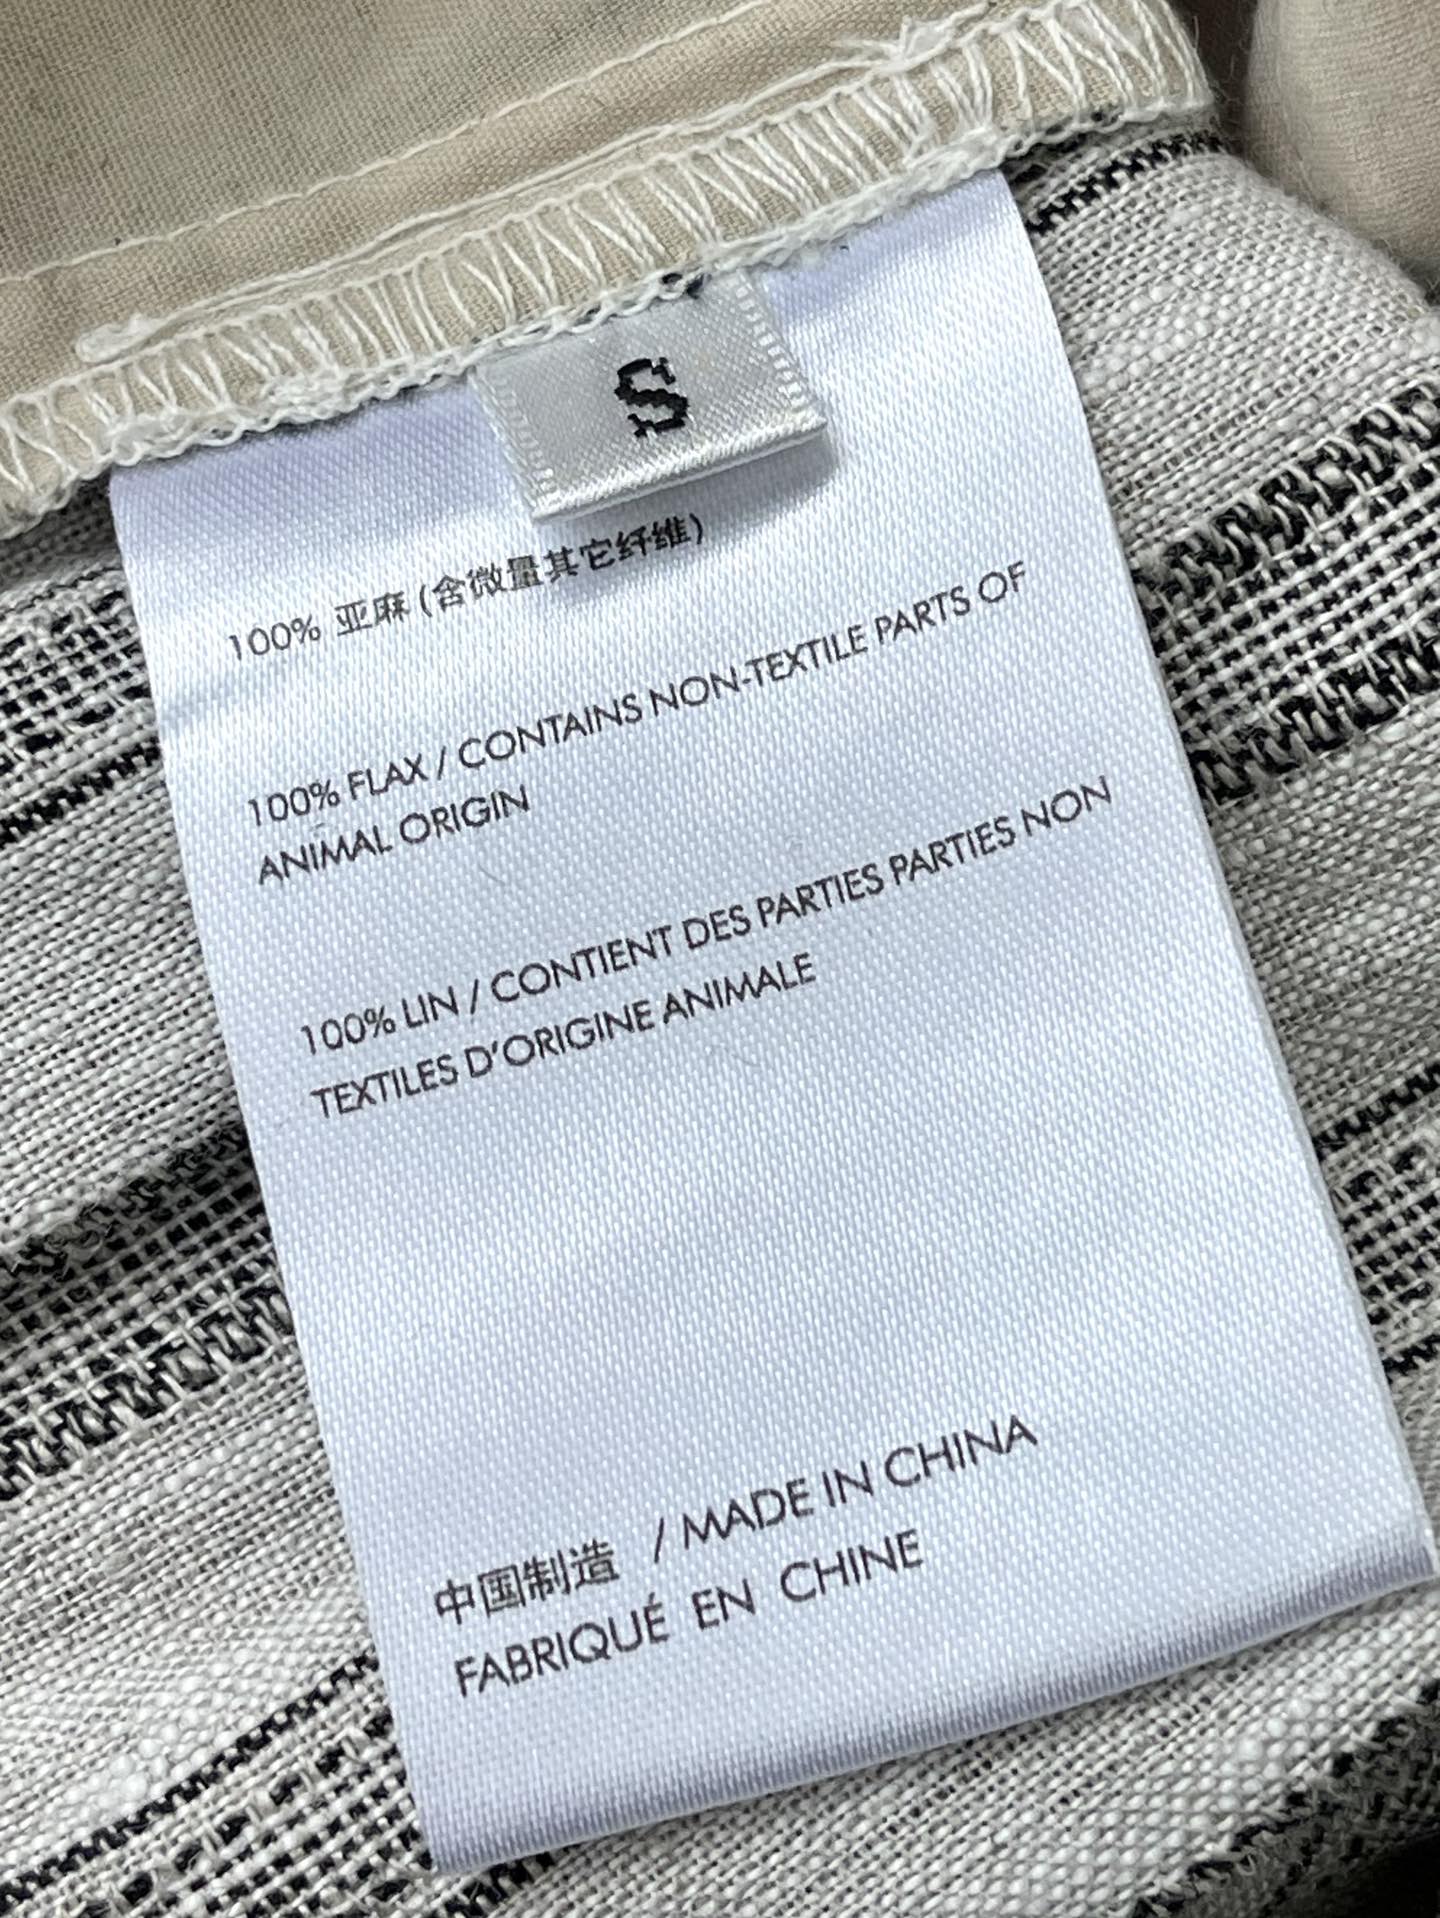 S
100% 亚麻 (含微量其它纤维)
100% FLAX / CONTAINS NON-TEXTILE PARTS OF
ANIMAL ORIGIN
100% LIN / CONTIENT DES PARTIES PARTIES NON
TEXTILES D'ORIGINE ANIMALE
中国制造 / MADE IN CHINA
FABRIQUÉ EN CHINE